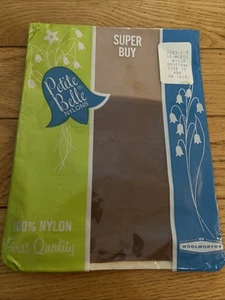 SUPER
BUY
Petite
Belle
NYLONS
100% NYLON
First Quality
WOOLWORTHS